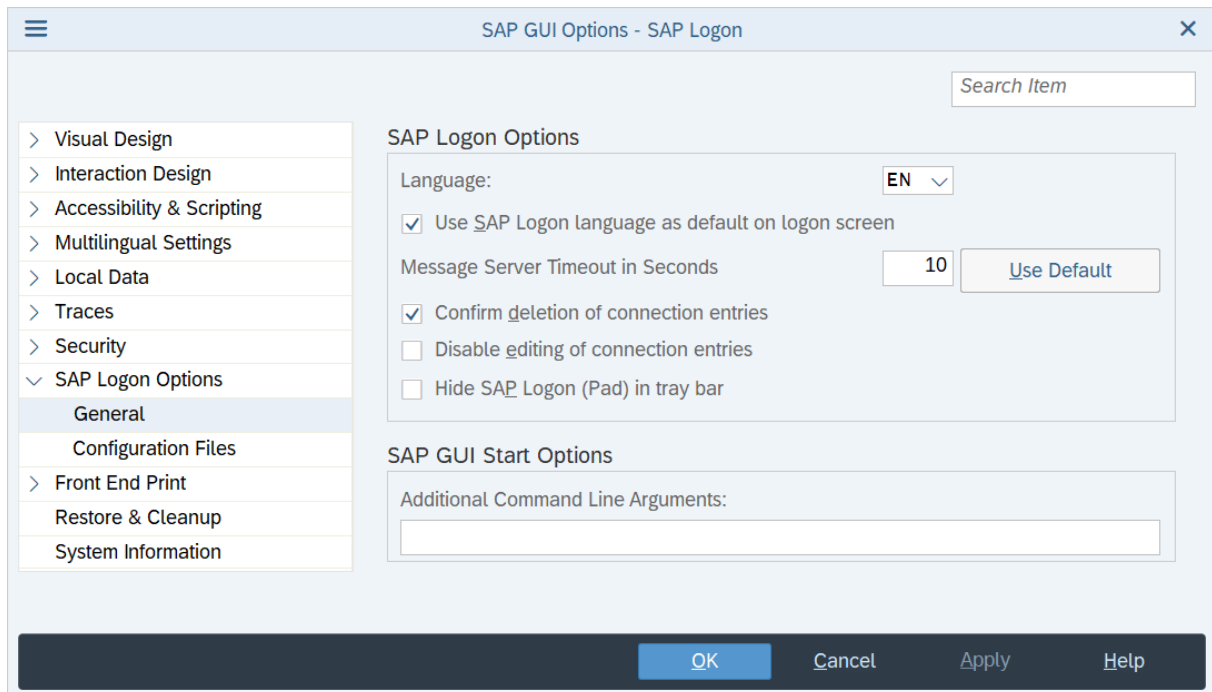 SAP GUI Options - SAP Logon
Search Item
Visual Design
Interaction Design
Accessibility & Scripting
Multilingual Settings
Local Data
Traces
Security
SAP Logon Options
General
Configuration Files
Front End Print
Restore & Cleanup
System Information
SAP Logon Options
Language: EN
Use SAP Logon language as default on logon screen
Message Server Timeout in Seconds 10 Use Default
Confirm deletion of connection entries
Disable editing of connection entries
Hide SAP Logon (Pad) in tray bar
SAP GUI Start Options
Additional Command Line Arguments:
OK Cancel Apply Help